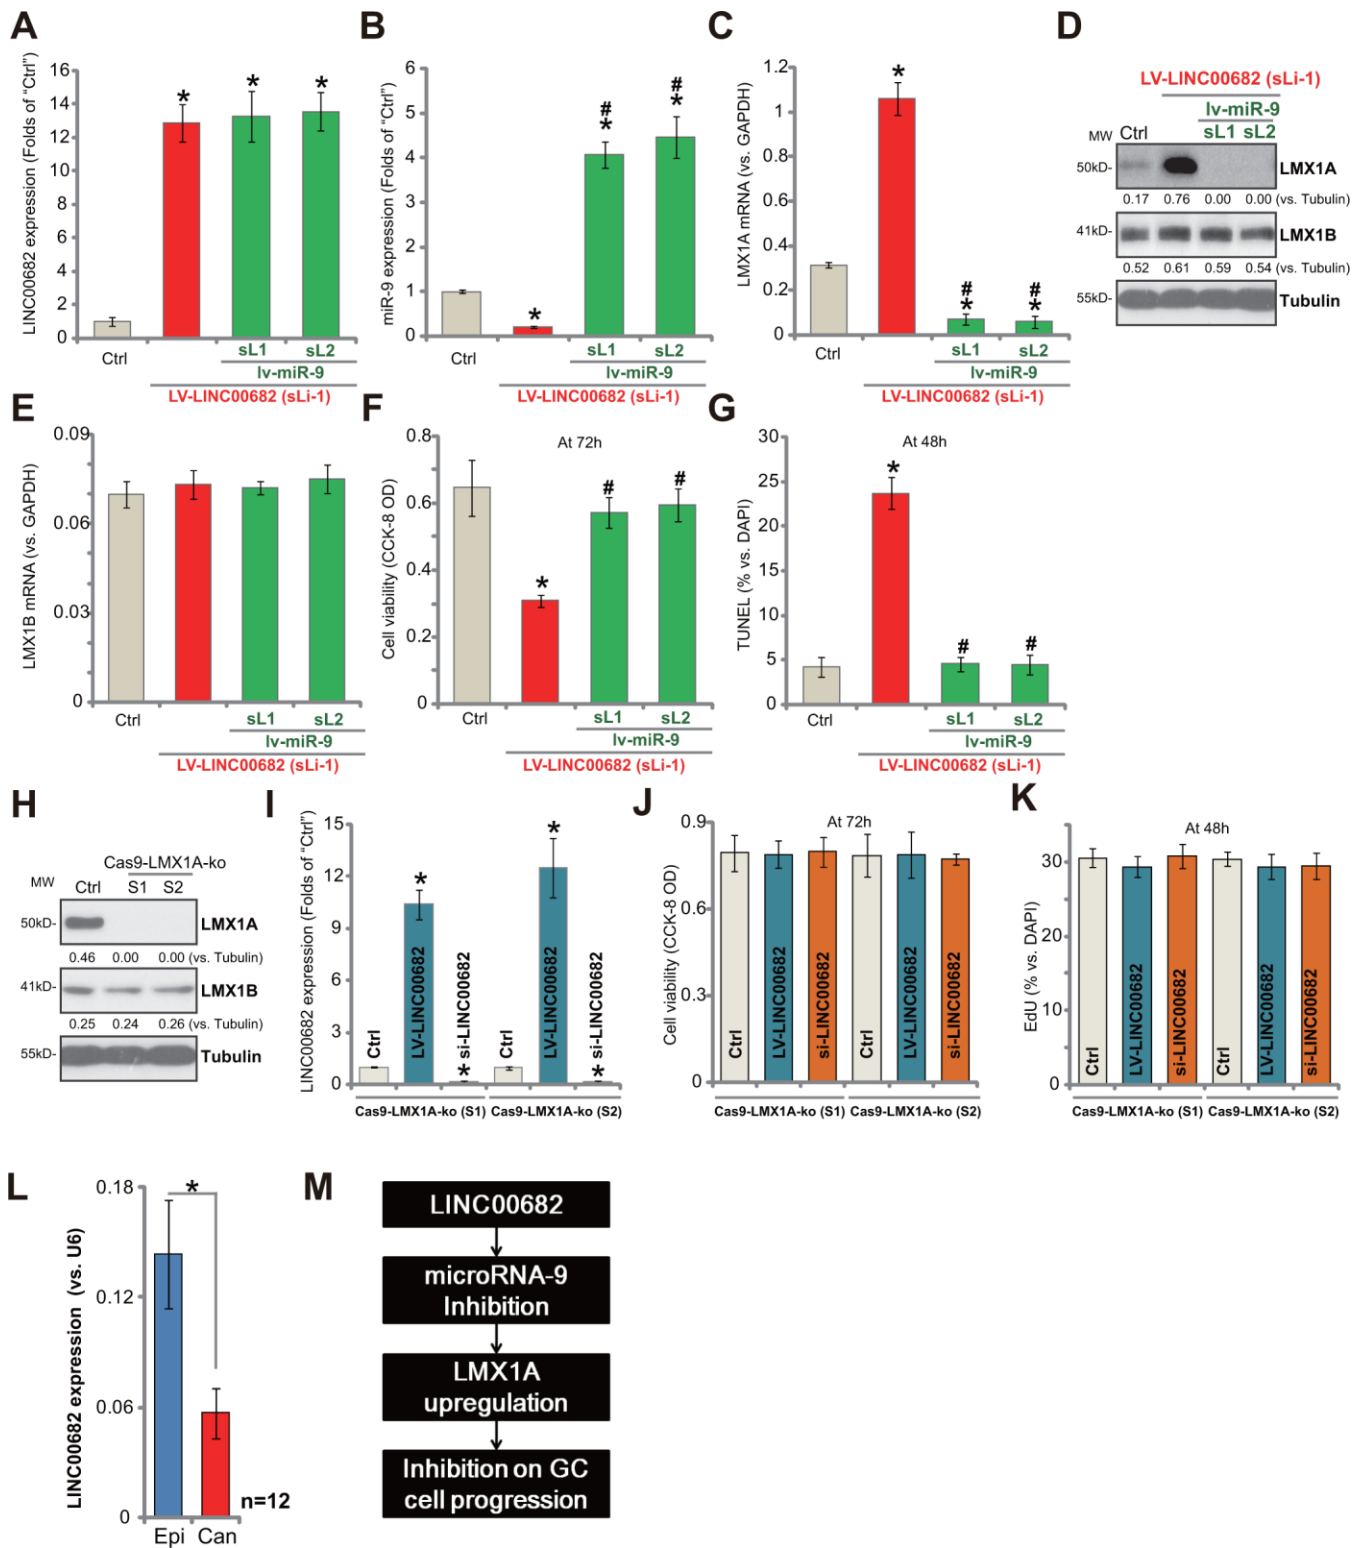 A
LINC00682 expression (Folds of "Ctrl")
16
14
12
10
8
6
4
2
0
*
*
*
Ctrl
sL1
sL2
lv-miR-9
LV-LINC00682 (sLi-1)
B
miR-9 expression (Folds of "Ctrl")
6
5
4
2
1
0
*
#
*
#
*
Ctrl
sL1
sL2
lv-miR-9
LV-LINC00682 (sLi-1)
C
LMX1A mRNA (vs. GAPDH)
1.2
1
0.8
0.6
0.4
0.2
0
*
#
*
#
*
Ctrl
sL1
sL2
lv-miR-9
LV-LINC00682 (sLi-1)
D
LV-LINC00682 (sLi-1)
lv-miR-9
MW Ctrl sL1 sL2
50kD- LMX1A
0.17 0.76 0.00 0.00 (vs. Tubulin)
41kD- LMX1B
0.52 0.61 0.59 0.54 (vs. Tubulin)
55kD- Tubulin
E
LMX1B mRNA (vs. GAPDH)
0.09
0.06
0.03
0
Ctrl
sL1
sL2
lv-miR-9
LV-LINC00682 (sLi-1)
F
At 72h
Cell viability (CCK-8 OD)
0.8
0.6
0.4
0.2
0
*
#
#
Ctrl
sL1
sL2
lv-miR-9
LV-LINC00682 (sLi-1)
G
At 48h
TUNEL (% vs. DAPI)
30
25
20
15
10
5
0
*
#
#
Ctrl
sL1
sL2
lv-miR-9
LV-LINC00682 (sLi-1)
H
Cas9-LMX1A-ko
MW Ctrl S1 S2
50kD- LMX1A
0.46 0.00 0.00 (vs. Tubulin)
41kD- LMX1B
0.25 0.24 0.26 (vs. Tubulin)
55kD- Tubulin
I
LINC00682 expression (Folds of "Ctrl")
15
12
9
6
3
0
Ctrl
*
LV-LINC00682
si-LINC00682
*
Ctrl
*
LV-LINC00682
si-LINC00682
*
Cas9-LMX1A-ko (S1)
Cas9-LMX1A-ko (S2)
J
At 72h
Cell viability (CCK-8 OD)
0.9
0.6
0.3
0
Ctrl
LV-LINC00682
si-LINC00682
Ctrl
LV-LINC00682
si-LINC00682
Cas9-LMX1A-ko (S1)
Cas9-LMX1A-ko (S2)
K
At 48h
EdU (% vs. DAPI)
30
20
10
0
Ctrl
LV-LINC00682
si-LINC00682
Ctrl
LV-LINC00682
si-LINC00682
Cas9-LMX1A-ko (S1)
Cas9-LMX1A-ko (S2)
L
LINC00682 expression (vs. U6)
0.18
0.12
0.06
0
*
Epi
Can
n=12
M
LINC00682
microRNA-9
Inhibition
LMX1A
upregulation
Inhibition on GC
cell progression